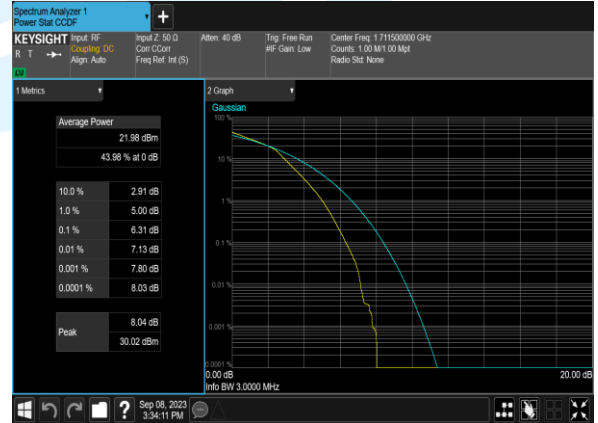 Spectrum Analyzer 1
Power Stat CCDF
KEYSIGHT
R T
LW
Input: RF
Coupling: DC
Align: Auto
Input Z: 50 Ω
Corr CCorr
Freq Ref: Int (S)
Atten: 40 dB
Trig: Free Run
#IF Gain: Low
Center Freq: 1.711500000 GHz
Counts: 1.00 M/1.00 Mpt
Radio Std: None
1 Metrics
Average Power
21.98 dBm
43.98 % at 0 dB
10.0 % 2.91 dB
1.0 % 5.00 dB
0.1 % 6.31 dB
0.01 % 7.13 dB
0.001 % 7.80 dB
0.0001 % 8.03 dB
Peak
8.04 dB
30.02 dBm
2 Graph
Gaussian
100 %
10 %
1 %
0.1 %
0.01 %
0.001 %
0.0001 %
0.00 dB 20.00 dB
Info BW 3.0000 MHz
? Sep 08, 2023
3:34:11 PM